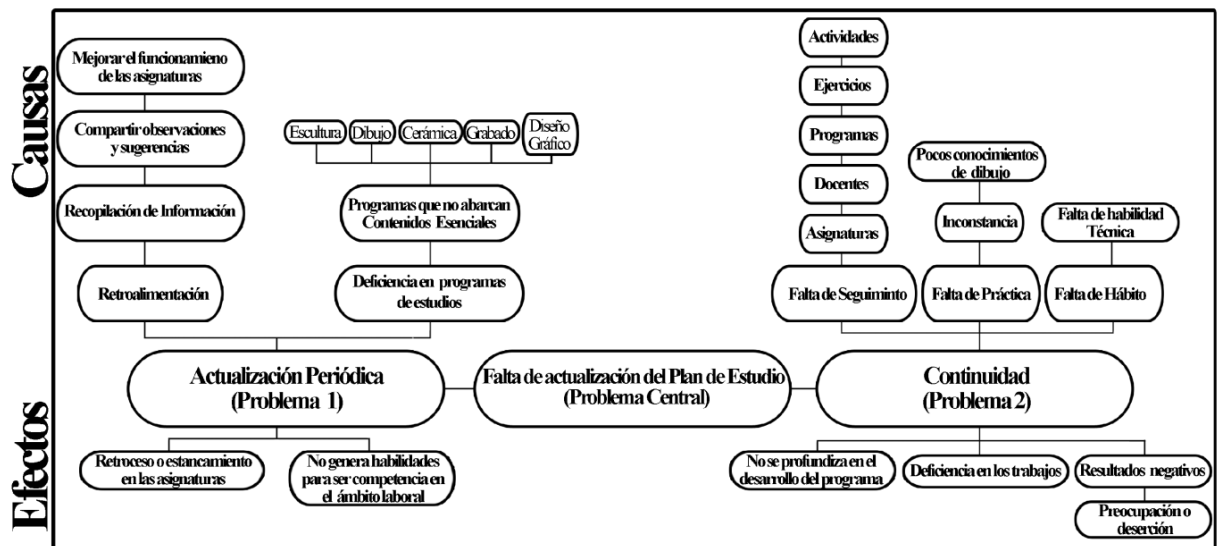 Causas
Efectos
Mejorar el funcionamieno
de las asignaturas
Compartir observaciones
y sugerencias
Recopilación de Información
Retroalimentación
Escultura
Dibujo
Cerámica
Grabado
Diseño
Gráfico
Programas que no abarcan
Contenidos Esenciales
Deficiencia en programas
de estudios
Actividades
Ejercicios
Programas
Docentes
Asignaturas
Falta de Seguiminto
Pocos conocimientos
de dibujo
Inconstancia
Falta de Práctica
Falta de habilidad
Técnica
Falta de Hábito
Actualización Periódica
(Problema 1)
Falta de actualización del Plan de Estudio
(Problema Central)
Continuidad
(Problema 2)
Retroceso o estancamiento
en las asignaturas
No genera habilidades
para ser competencia en
el ámbito laboral
No se profundiza en el
desarrollo del programa
Deficiencia en los trabajos
Resultados negativos
Preocupación o
deserción